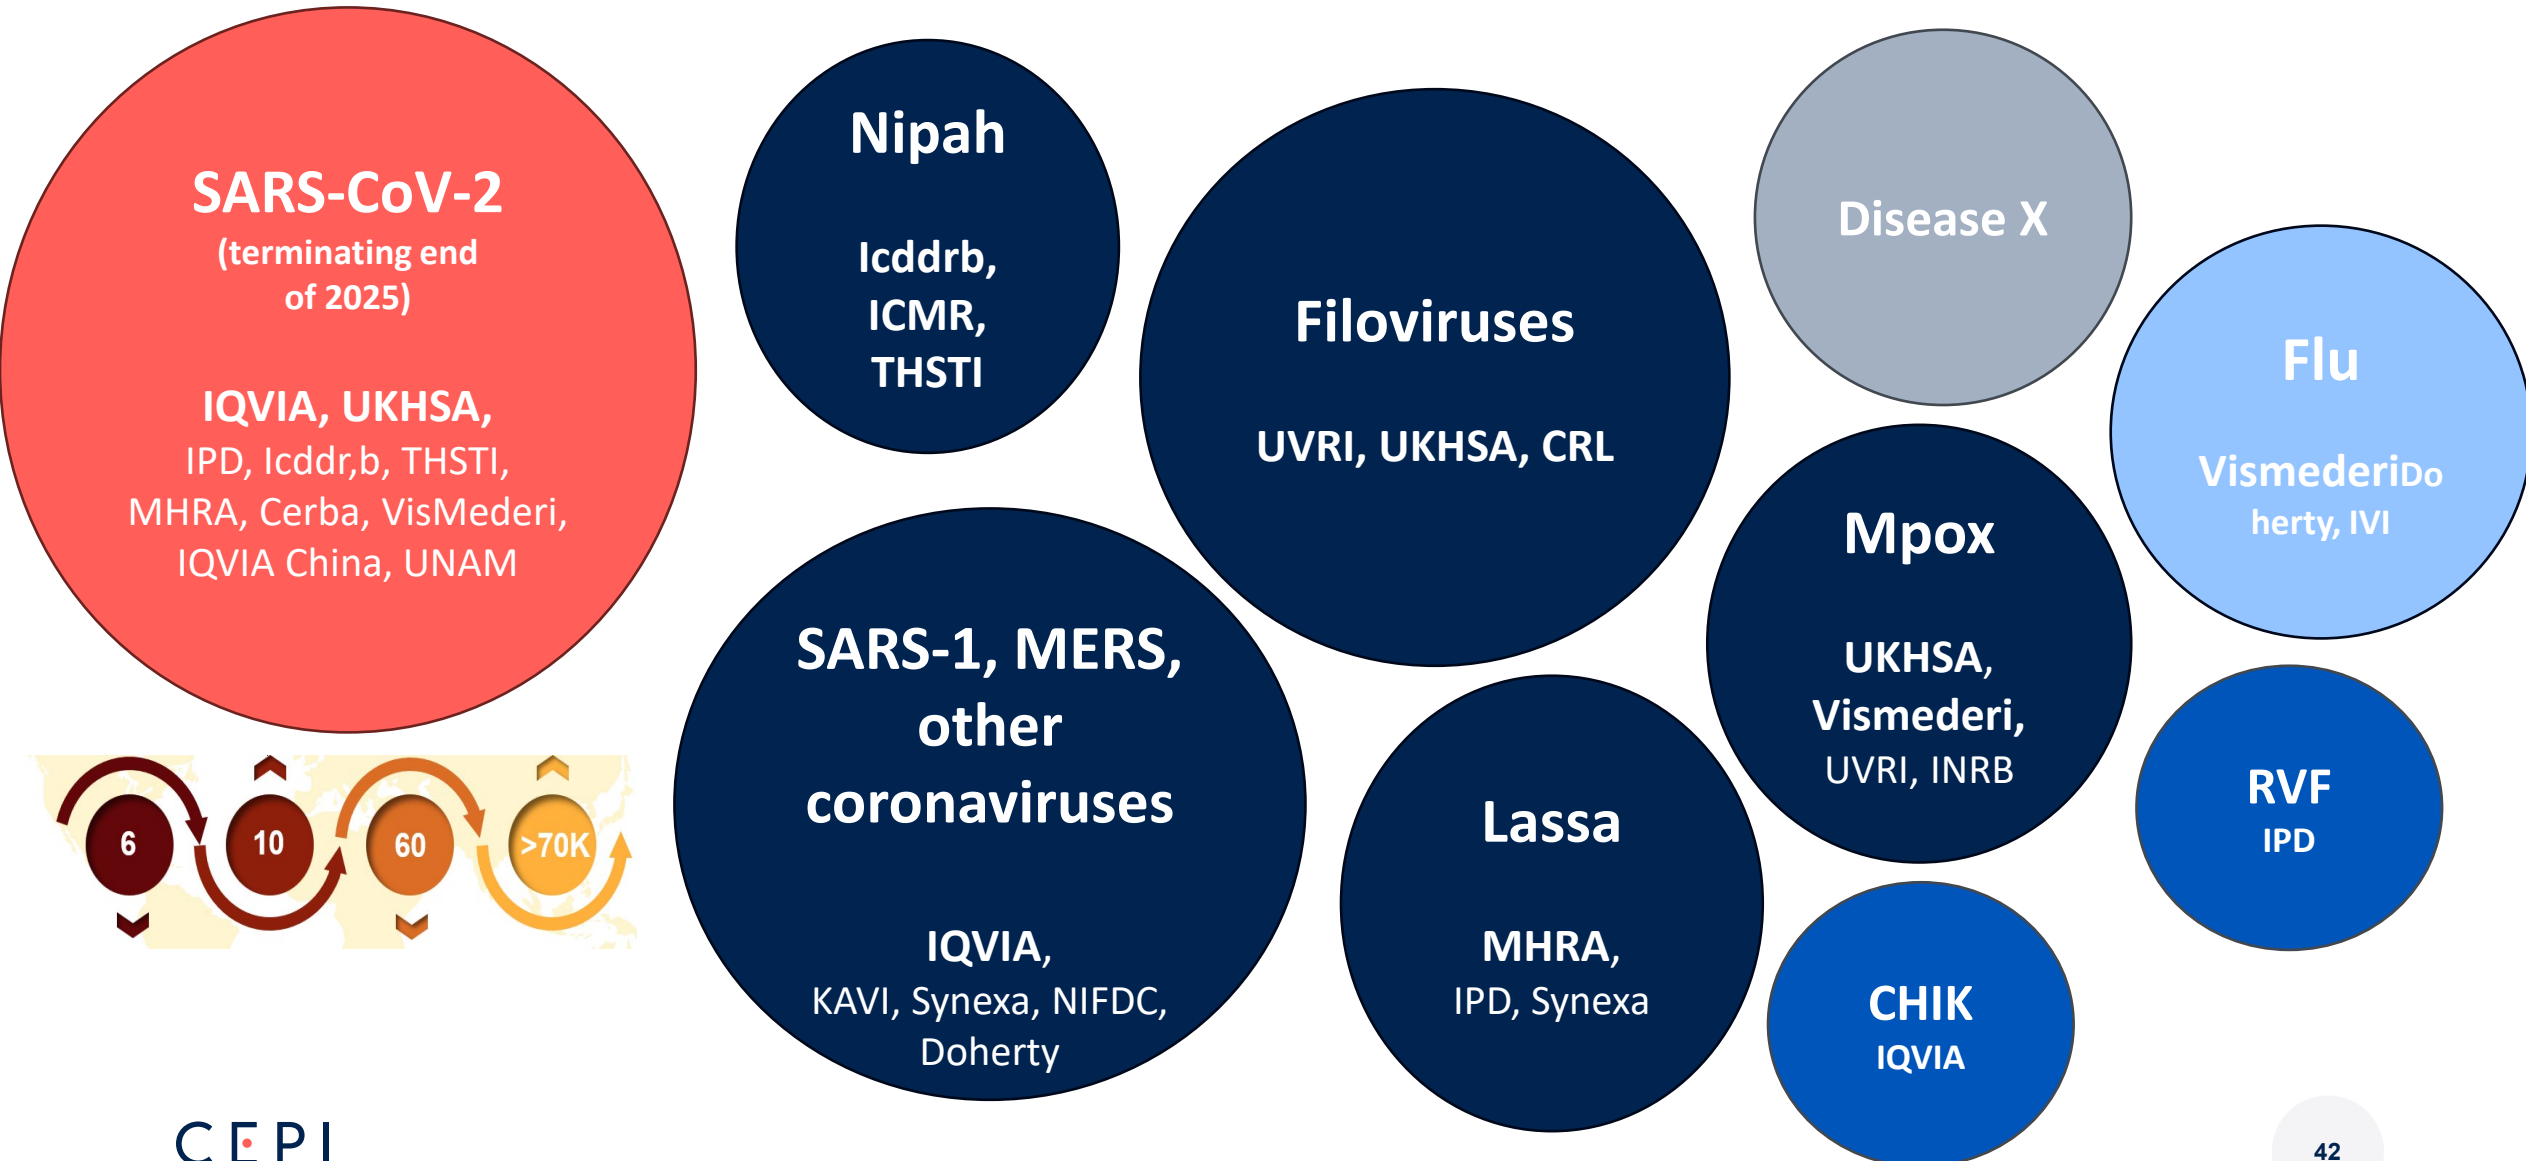 SARS-CoV-2
(terminating end
of 2025)
IQVIA, UKHSA,
IPD, Icddr,b, THSTI,
MHRA, Cerba, VisMederi,
IQVIA China, UNAM
Nipah
Icddrb,
ICMR,
THSTI
Filoviruses
UVRI, UKHSA, CRL
Disease X
Flu
VismederiDo
herty, IVI
SARS-1, MERS,
other
coronaviruses
IQVIA,
KAVI, Synexa, NIFDC,
Doherty
Lassa
MHRA,
IPD, Synexa
Mpox
UKHSA,
Vismederi,
UVRI, INRB
RVF
IPD
CHIK
IQVIA
6
10
60
>70K
CEPI
42